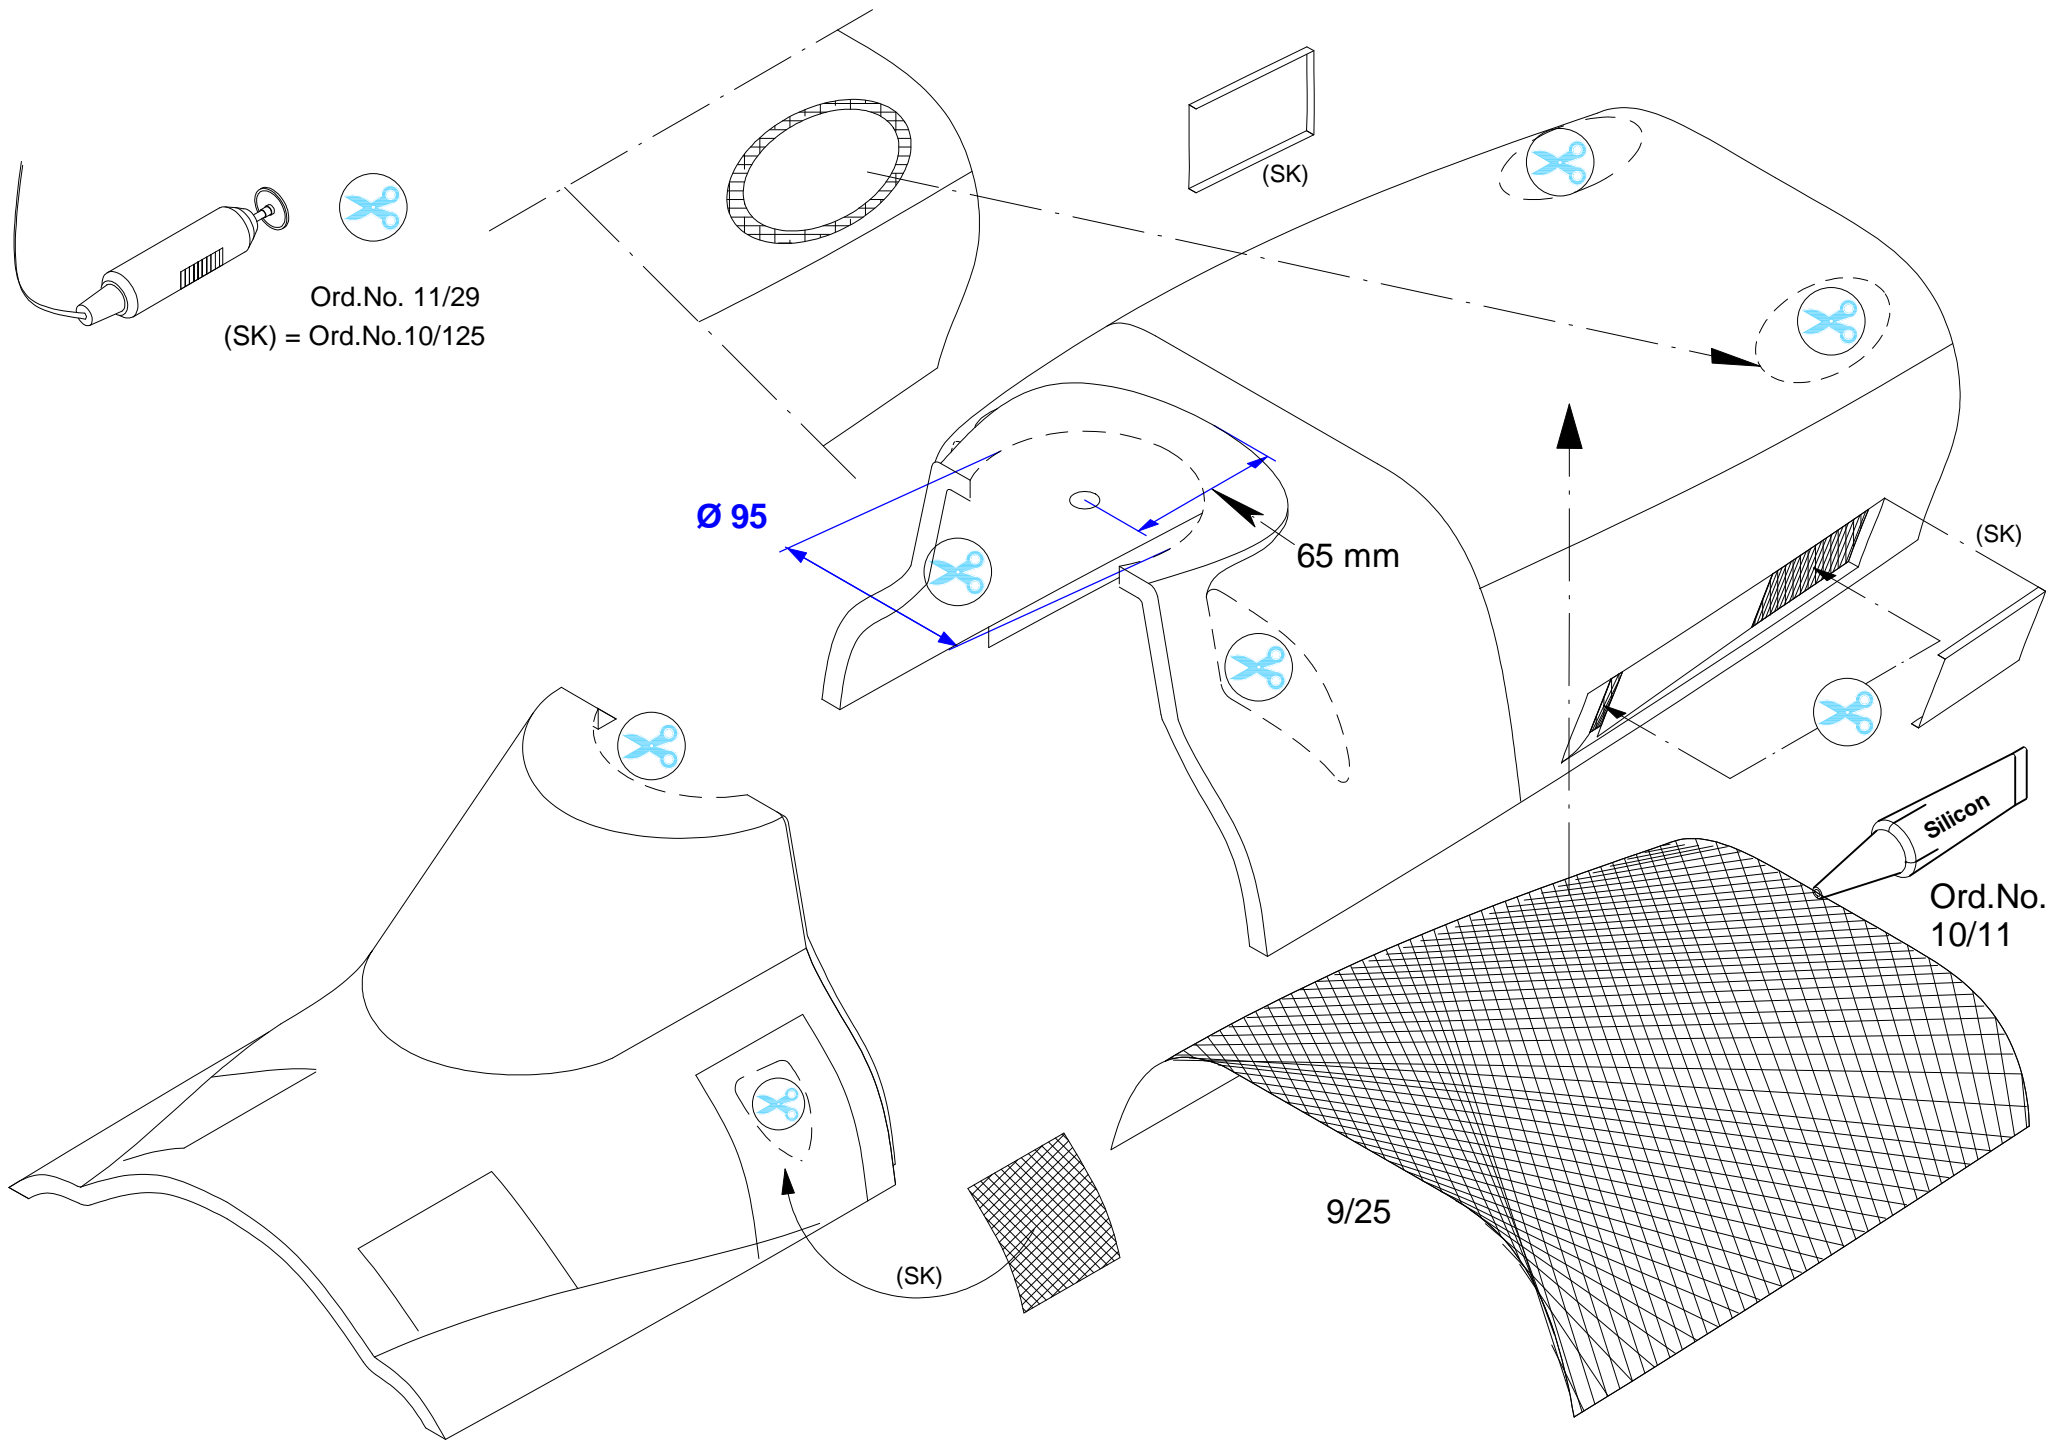 (SK)
Ord.No. 11/29
(SK) = Ord.No.10/125
Ø 95
65 mm
(SK)
Silicon
Ord.No.
10/11
9/25
(SK)